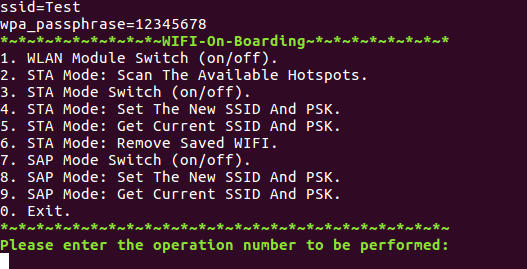 ssid=Test
wpa_passphrase=12345678
*~*~*~*~*~*~*~*~*~WIFI-On-Boarding~*~*~*~*~*~*~*~*
1. WLAN Module Switch (on/off).
2. STA Mode: Scan The Available Hotspots.
3. STA Mode Switch (on/off).
4. STA Mode: Set The New SSID And PSK.
5. STA Mode: Get Current SSID And PSK.
6. STA Mode: Remove Saved WIFI.
7. SAP Mode Switch (on/off).
8. SAP Mode: Set The New SSID And PSK.
9. SAP Mode: Get Current SSID And PSK.
0. Exit.
*~*~*~*~*~*~*~*~*~*~*~*~*~*~*~*~*~*~*~*~*~*~*~*~*~
Please enter the operation number to be performed: